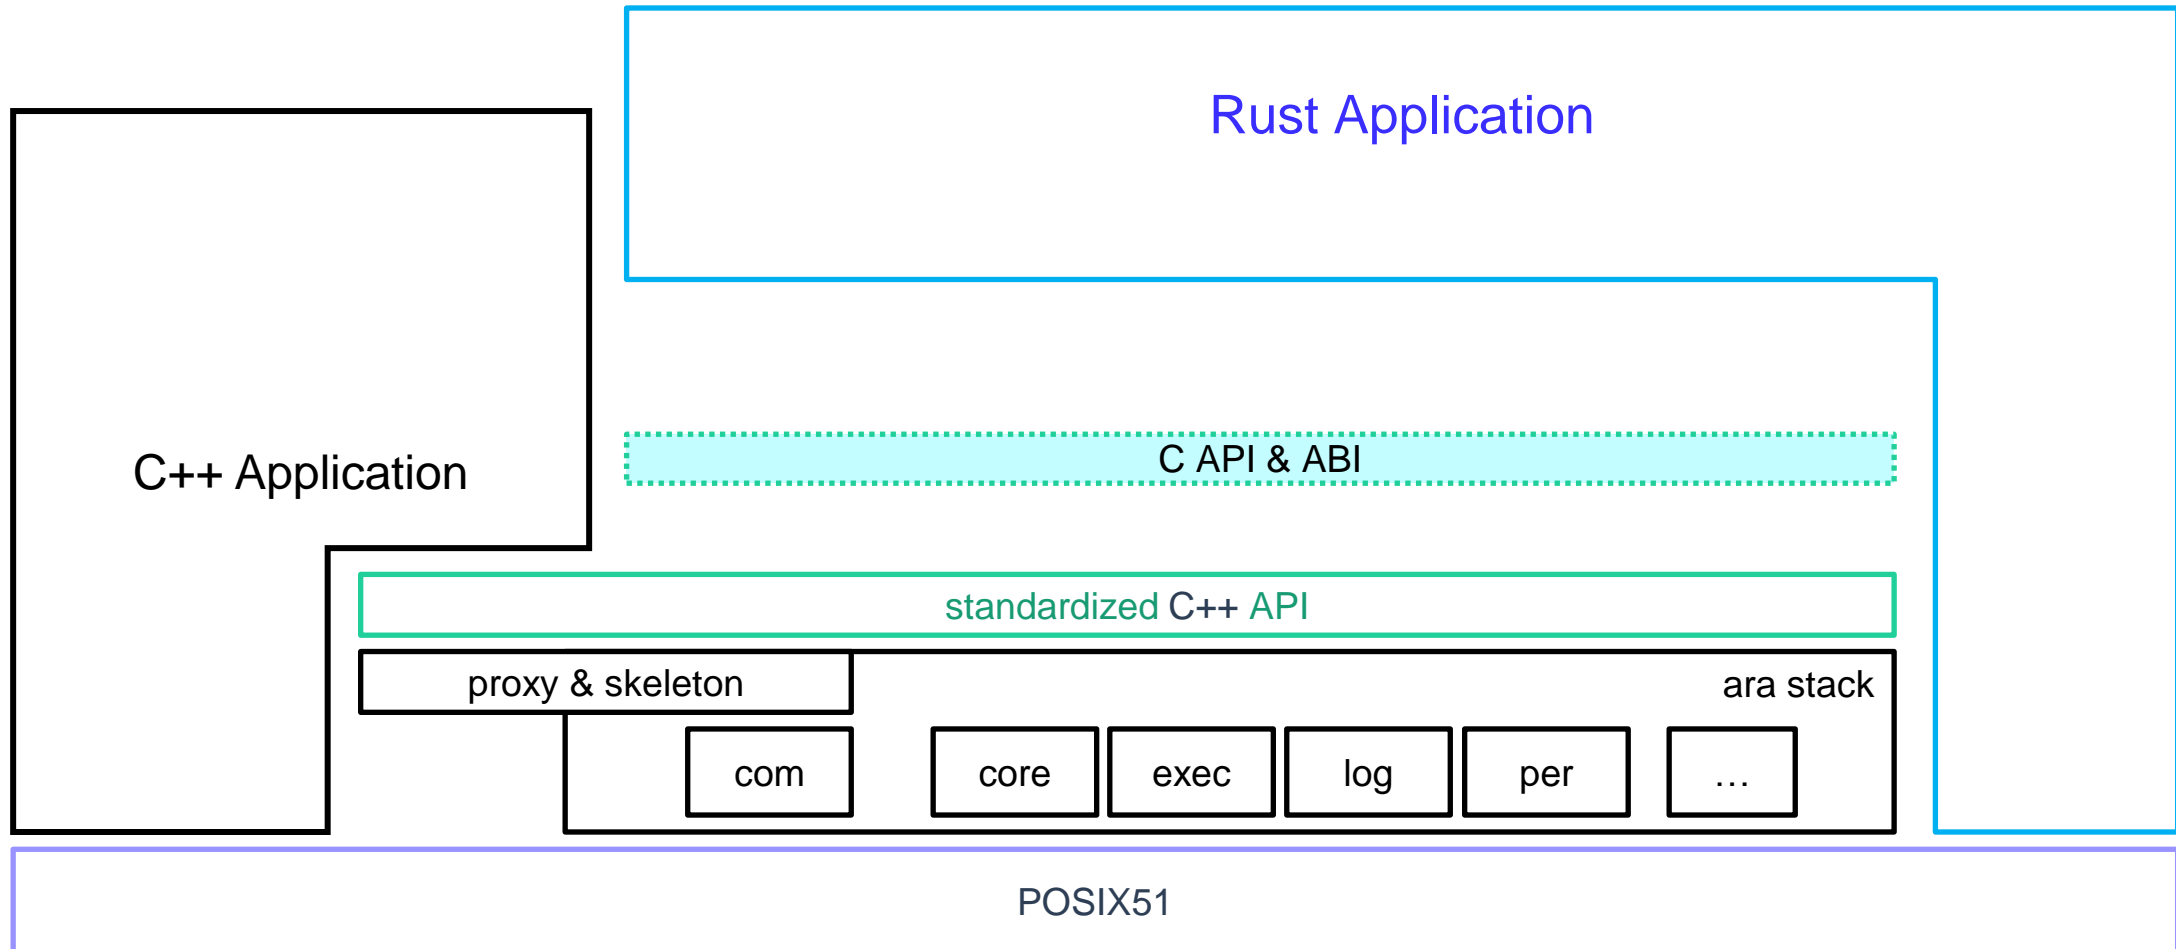 Rust Application
C++ Application
C API & ABI
standardized C++ API
proxy & skeleton
ara stack
com
core
exec
log
per
…
POSIX51